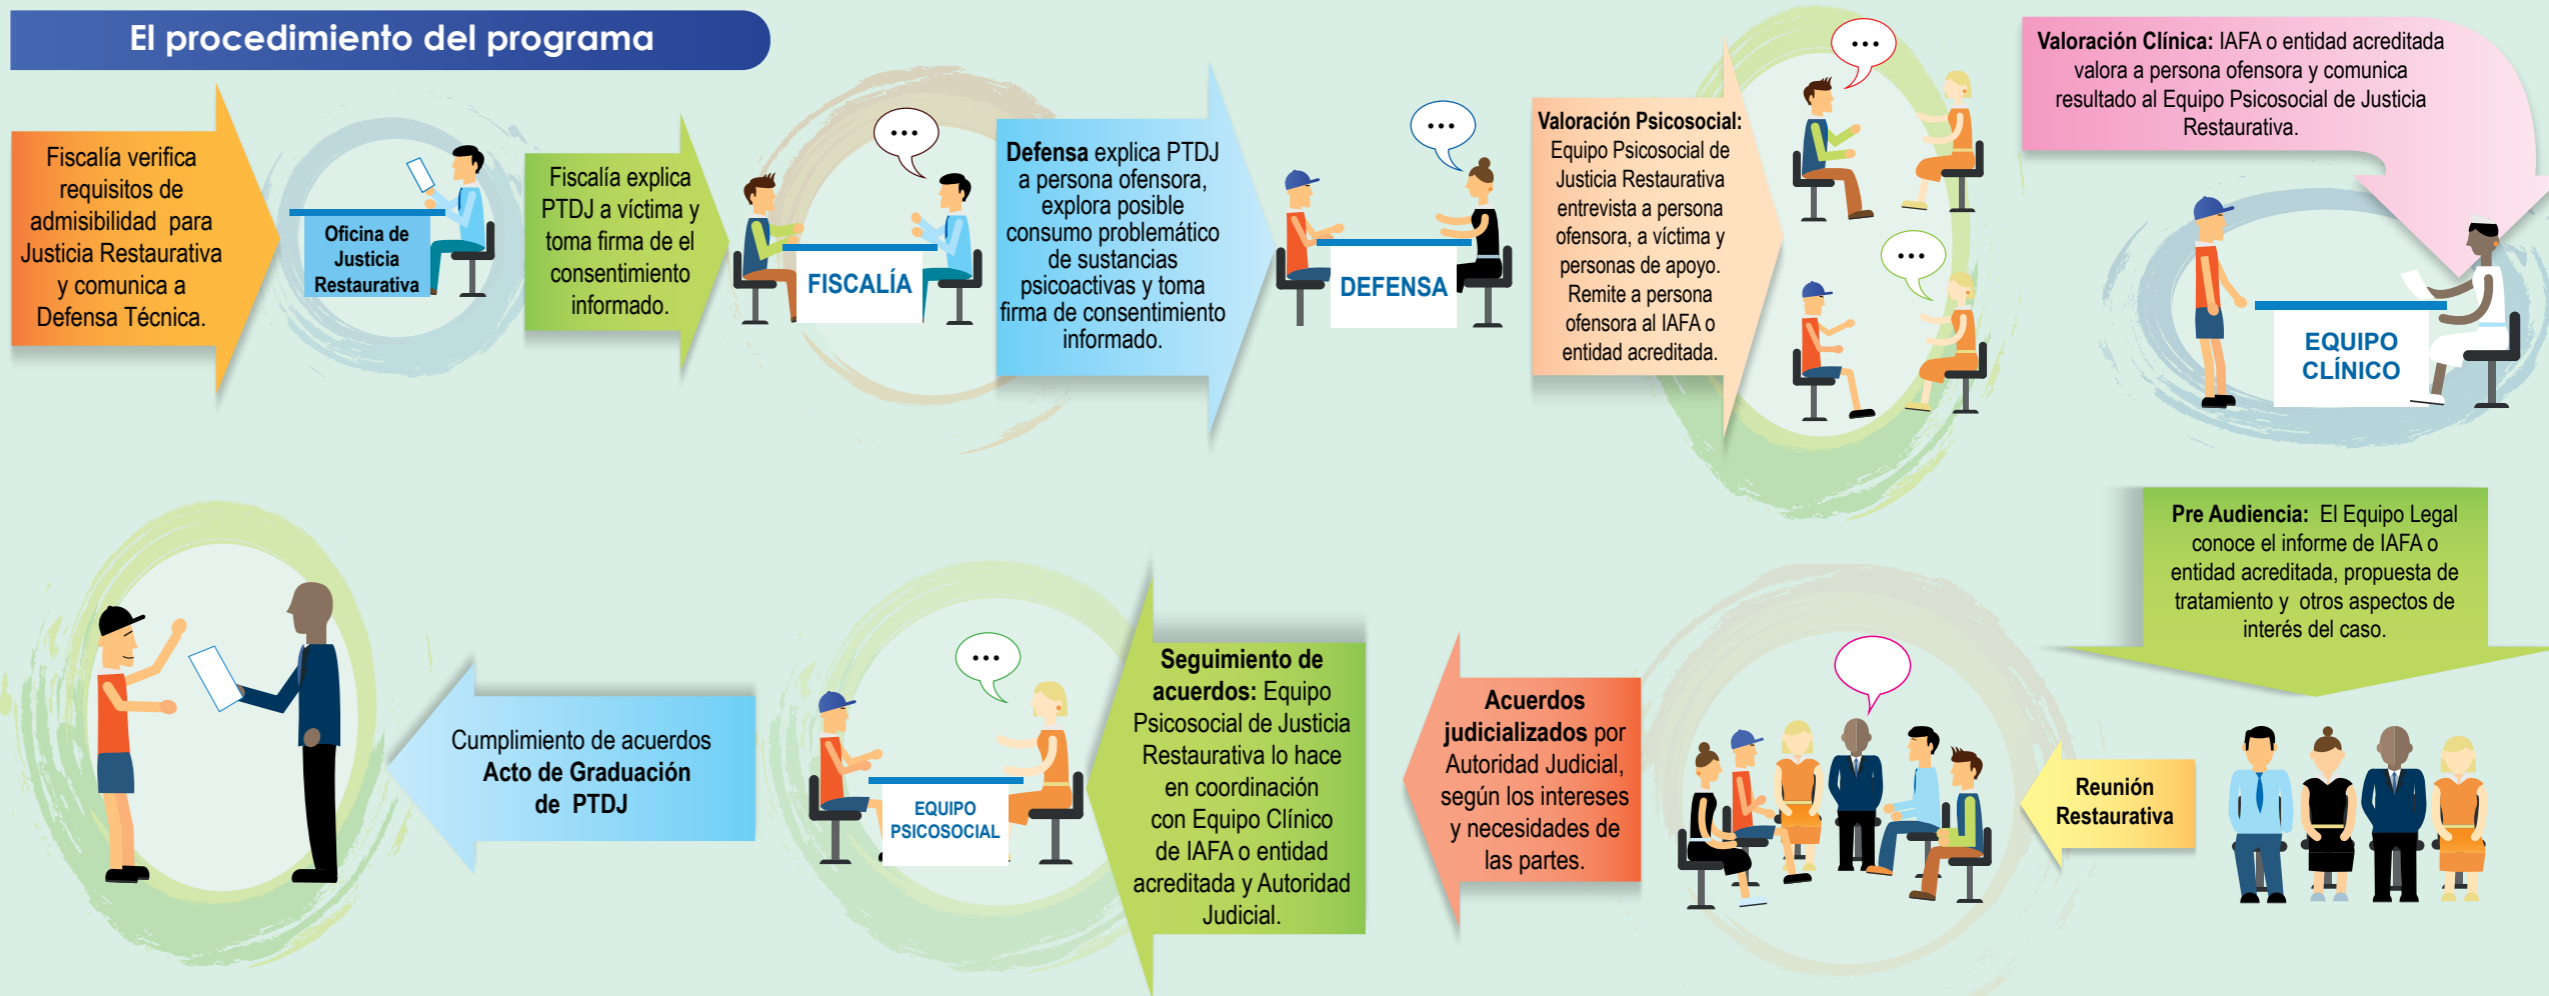 El procedimiento del programa
Fiscalía verifica
requisitos de
admisibilidad para
Justicia Restaurativa
y comunica a
Defensa Técnica.
Oficina de
Justicia
Restaurativa
Fiscalía explica
PTDJ a víctima y
toma firma de el
consentimiento
informado.
...
FISCALÍA
Defensa explica PTDJ
a persona ofensora,
explora posible
consumo problemático
de sustancias
psicoactivas y toma
firma de consentimiento
informado.
...
DEFENSA
Valoración Psicosocial:
Equipo Psicosocial de
Justicia Restaurativa
entrevista a persona
ofensora, a víctima y
personas de apoyo.
Remite a persona
ofensora al IAFA o
entidad acreditada.
...
...
Valoración Clínica: IAFA o entidad acreditada
valora a persona ofensora y comunica
resultado al Equipo Psicosocial de Justicia
Restaurativa.
EQUIPO
CLÍNICO
Pre Audiencia: El Equipo Legal
conoce el informe de IAFA o
entidad acreditada, propuesta de
tratamiento y otros aspectos de
interés del caso.
Reunión
Restaurativa
Acuerdos
judicializados por
Autoridad Judicial,
según los intereses
y necesidades de
las partes.
Seguimiento de
acuerdos: Equipo
Psicosocial de Justicia
Restaurativa lo hace
en coordinación
con Equipo Clínico
de IAFA o entidad
acreditada y Autoridad
Judicial.
...
EQUIPO
PSICOSOCIAL
Cumplimiento de acuerdos
Acto de Graduación
de PTDJ